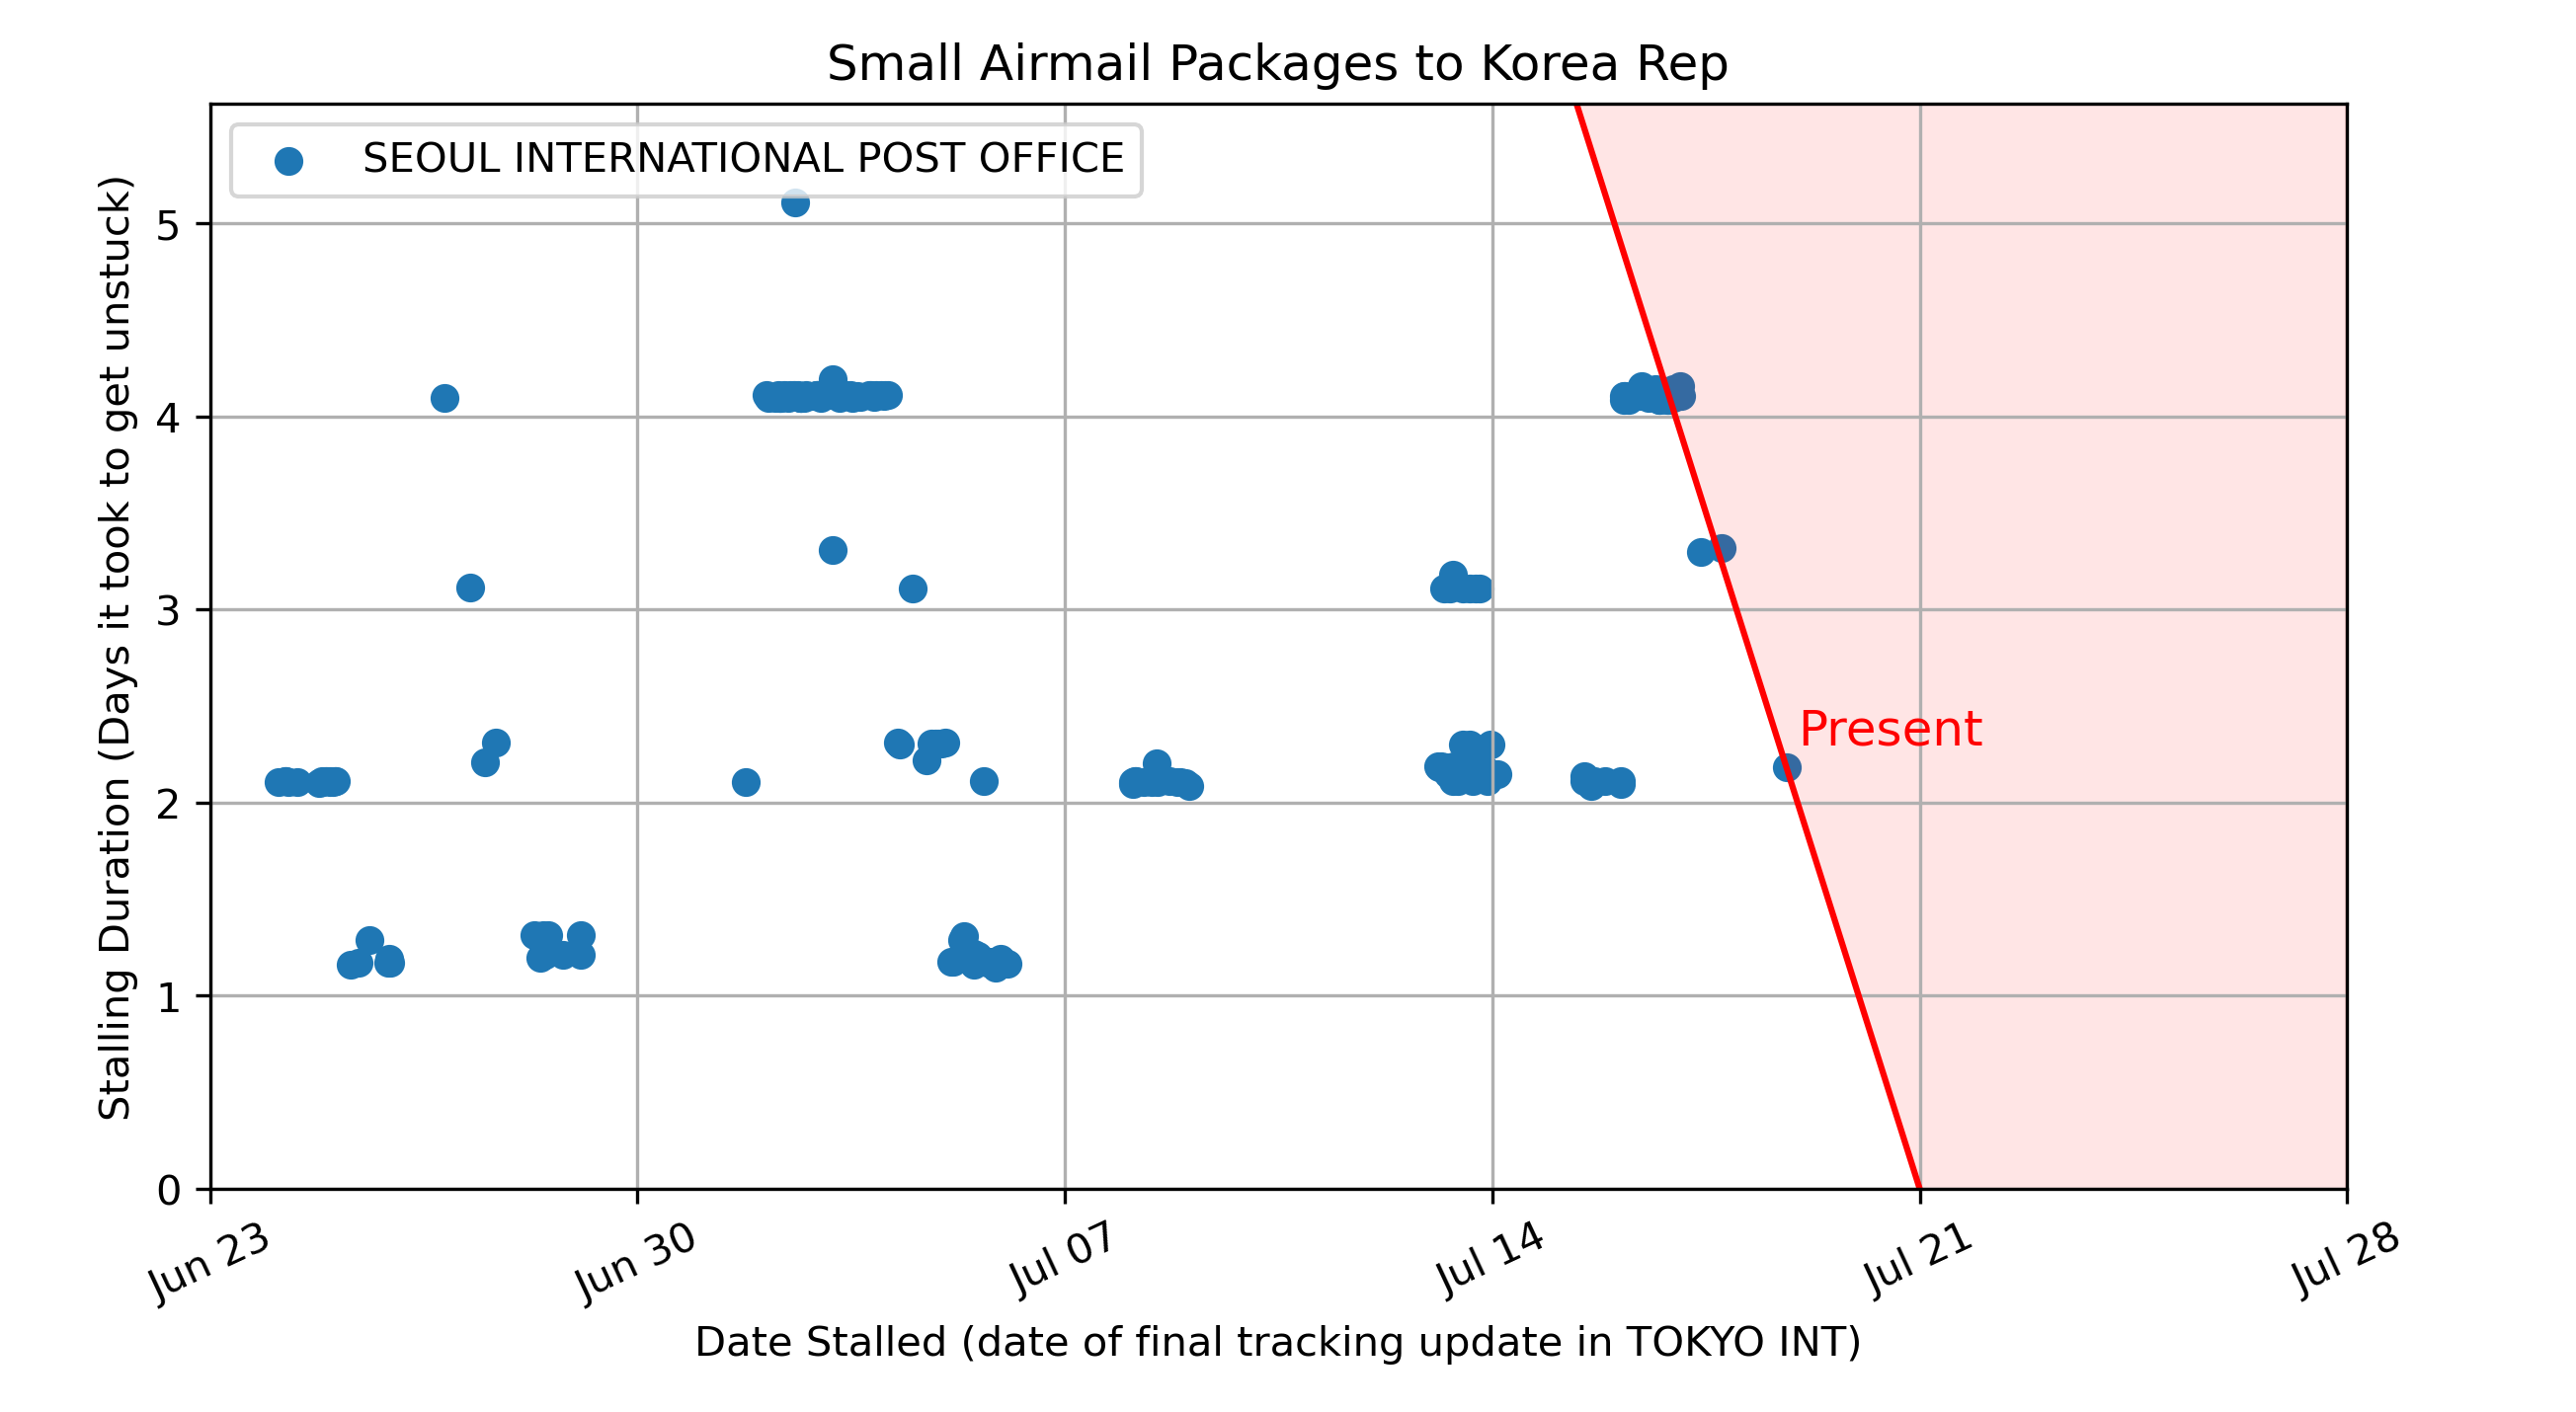 Small Airmail Packages to Korea Rep
SEOUL INTERNATIONAL POST OFFICE
Stalling Duration (Days it took to get unstuck)
5
4
3
2
1
0
Present
Jun 23
Jun 30
Jul 07
Jul 14
Jul 21
Jul 28
Date Stalled (date of final tracking update in TOKYO INT)